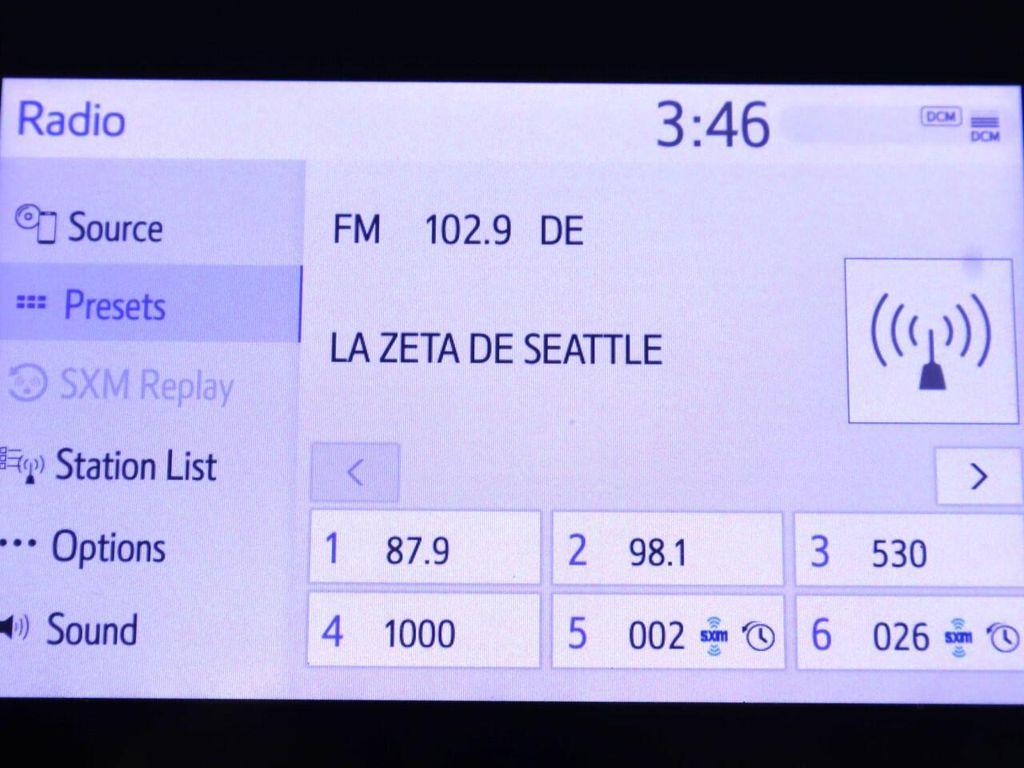 Radio 3:46 DCM DCM
Source
FM 102.9 DE
Presets
LA ZETA DE SEATTLE
SXM Replay
Station List
< >
Options
1 87.9 2 98.1 3 530
Sound
4 1000 5 002 sxm 6 026 sxm